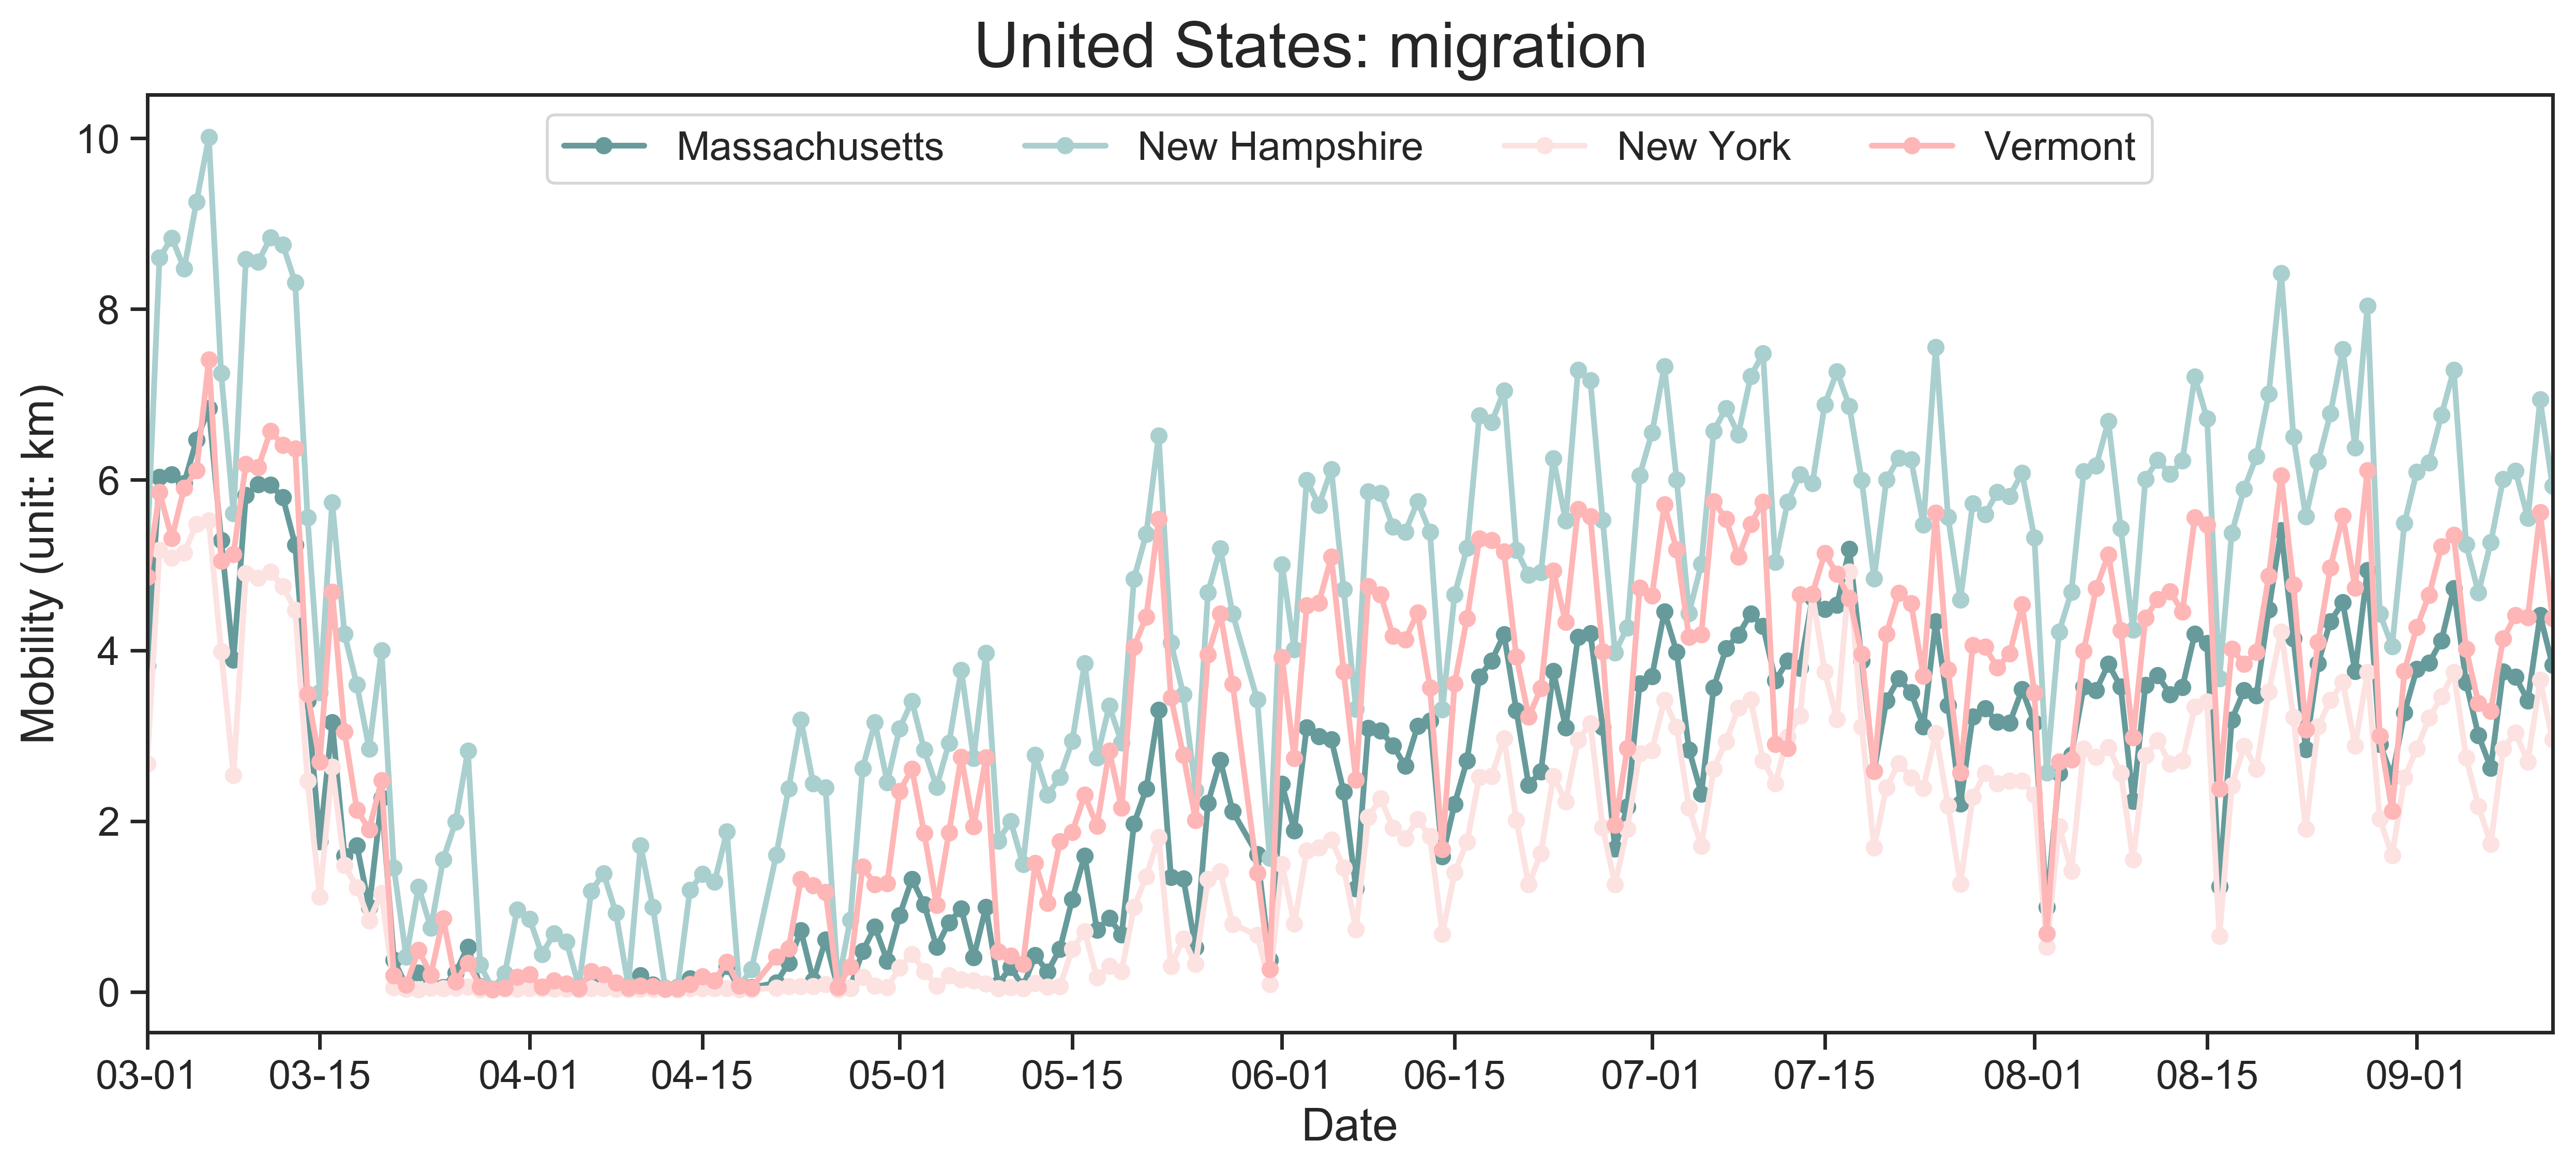 United States: migration
Massachusetts New Hampshire New York Vermont
10
8
6
4
2
0
Mobility (unit: km)
03-01 03-15 04-01 04-15 05-01 05-15 06-01 06-15 07-01 07-15 08-01 08-15 09-01
Date